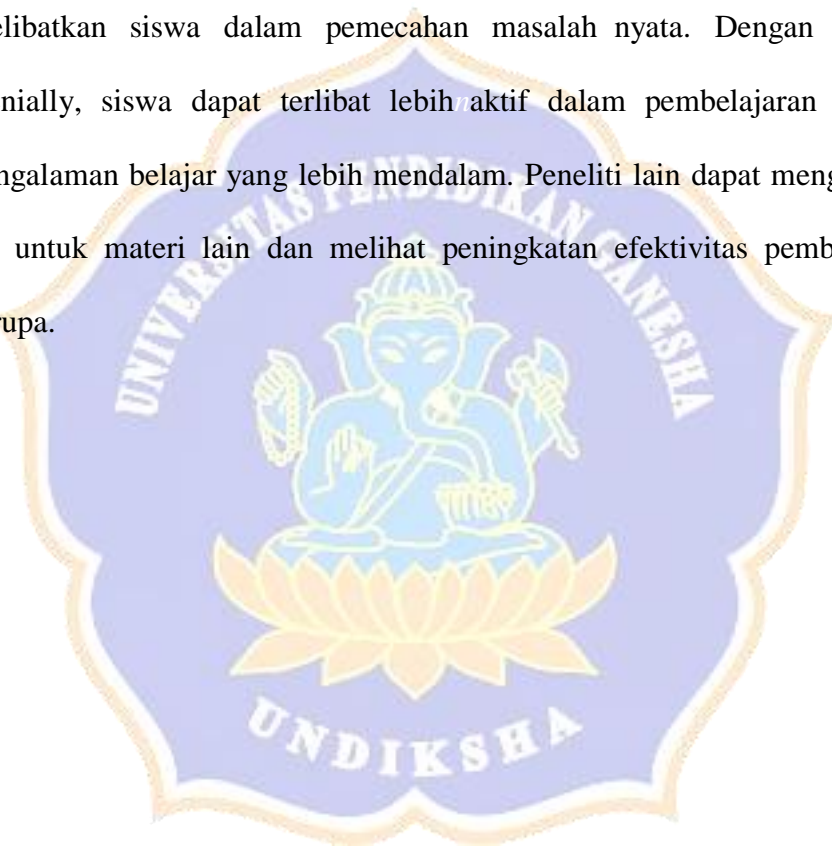 elibatkan siswa dalam pemecahan masalah nyata. Dengan
nially, siswa dapat terlibat lebih n aktif dalam pembelajaran
ngalaman belajar yang lebih mendalam. Peneliti lain dapat meng
untuk materi lain dan melihat peningkatan efektivitas pemb
rupa.
UNIVERSITAS PENDIDIKAN GANESHA
UNDIKSHA